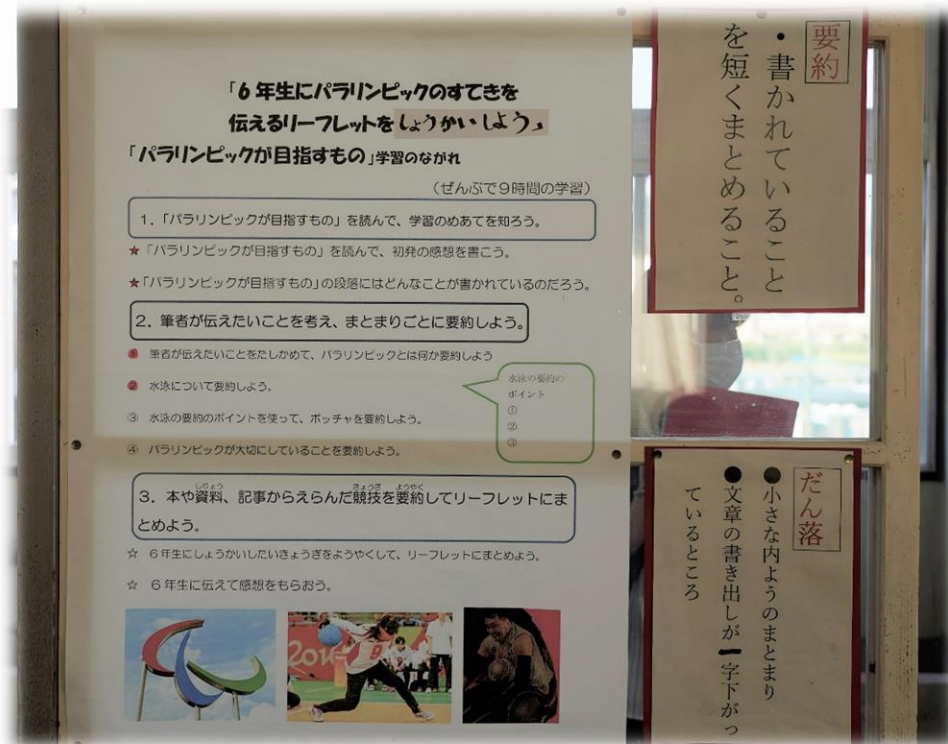 「6年生にパラリンピックのすてきを
伝えるリーフレットをしょうかいしよう」
「パラリンピックが目指すもの」学習のながれ
（ぜんぶで９時間の学習）
１．「パラリンピックが目指すもの」を読んで、学習のめあてを知ろう。
★「パラリンピックが目指すもの」を読んで、初発の感想を書こう。
★「パラリンピックが目指すもの」の段落にはどんなことが書かれているのだろう。
２．筆者が伝えたいことを考え、まとまりごとに要約しよう。
① 筆者が伝えたいことをたしかめて、パラリンピックとは何か要約しよう
② 水泳について要約しよう。
③ 水泳の要約のポイントを使って、ボッチャを要約しよう。
④ パラリンピックが大切にしていることを要約しよう。
水泳の要約の
ポイント
①
②
③
３．本や資料、記事からえらんだ競技を要約してリーフレットにま
とめよう。
☆ ６年生にしょうかいしたいきょうぎをようやくして、リーフレットにまとめよう。
☆ ６年生に伝えて感想をもらおう。
9
要約
・書かれていること
を短くまとめること。
だん落
●小さな内ようのまとまり
●文章の書き出しが一字下がっ
ているところ